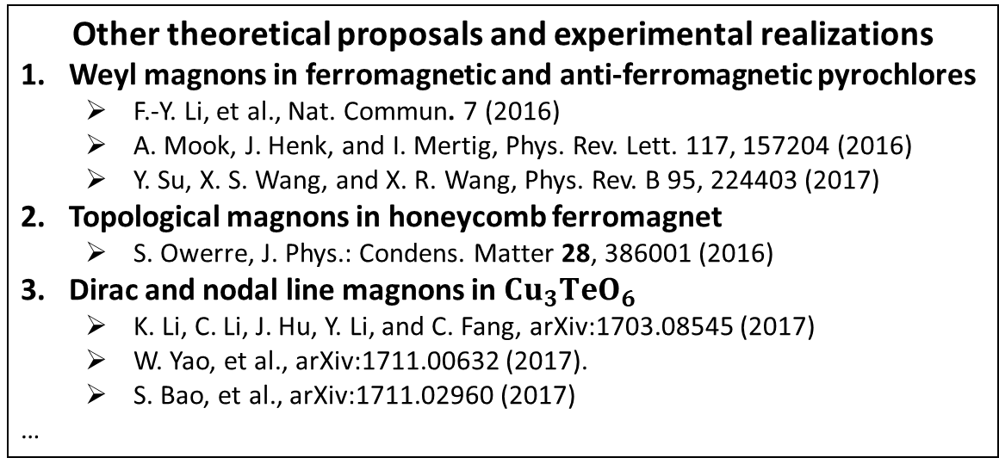 Other theoretical proposals and experimental realizations
1. Weyl magnons in ferromagnetic and anti-ferromagnetic pyrochlores
➢ F.-Y. Li, et al., Nat. Commun. 7 (2016)
➢ A. Mook, J. Henk, and I. Mertig, Phys. Rev. Lett. 117, 157204 (2016)
➢ Y. Su, X. S. Wang, and X. R. Wang, Phys. Rev. B 95, 224403 (2017)
2. Topological magnons in honeycomb ferromagnet
➢ S. Owerre, J. Phys.: Condens. Matter 28, 386001 (2016)
3. Dirac and nodal line magnons in Cu₃TeO₆
➢ K. Li, C. Li, J. Hu, Y. Li, and C. Fang, arXiv:1703.08545 (2017)
➢ W. Yao, et al., arXiv:1711.00632 (2017).
➢ S. Bao, et al., arXiv:1711.02960 (2017)
...